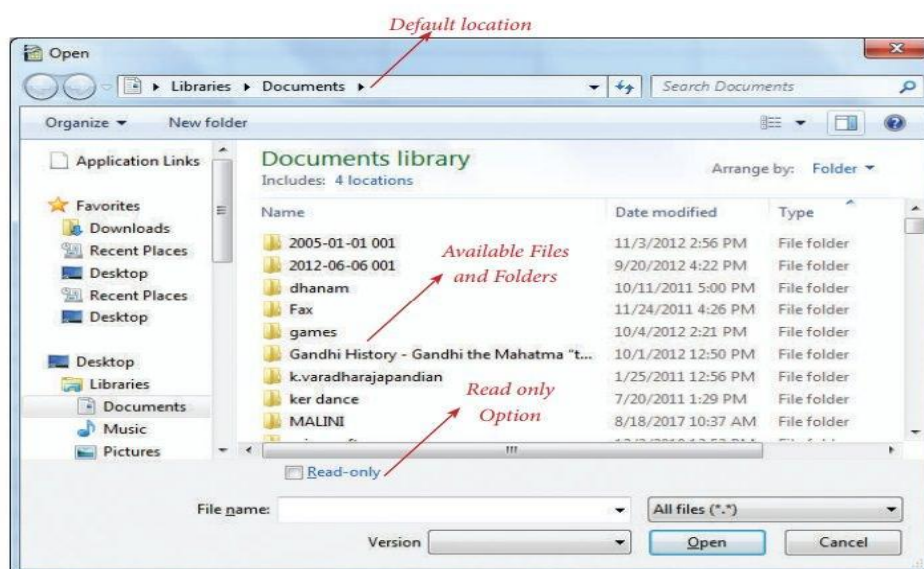 Default location
Open
Libraries Documents
Search Documents
Organize New folder
Application Links
Favorites
Downloads
Recent Places
Desktop
Recent Places
Desktop
Desktop
Libraries
Documents
Music
Pictures
Documents library
Includes: 4 locations
Arrange by: Folder
Name Date modified Type
2005-01-01 001 11/3/2012 2:56 PM File folder
2012-06-06 001 9/20/2012 4:22 PM File folder
dhanam 10/11/2011 5:00 PM File folder
Fax 11/24/2011 4:26 PM File folder
games 10/4/2012 2:21 PM File folder
Gandhi History - Gandhi the Mahatma "t... 10/1/2012 12:50 PM File folder
k.varadharajapandian 1/25/2011 12:56 PM File folder
ker dance 7/20/2011 1:29 PM File folder
MALINI 8/18/2017 10:37 AM File folder
Available Files
and Folders
Read only
Option
Read-only
File name:
All files (*.*)
Version
Open Cancel